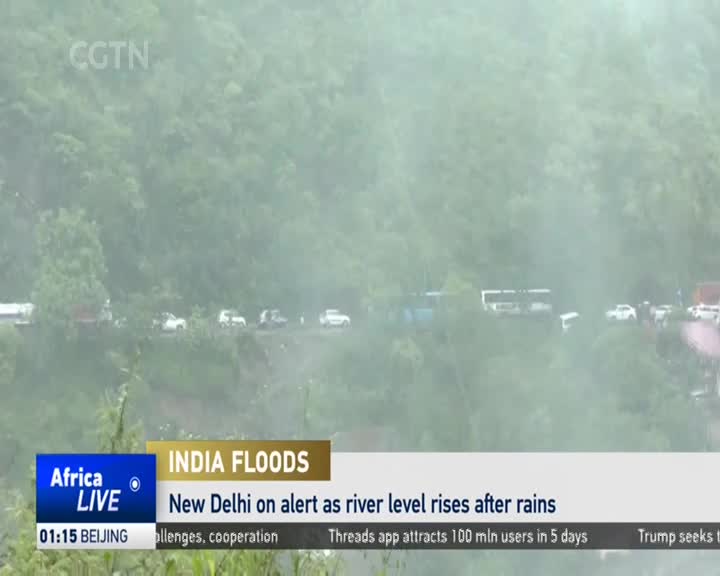 CGTN
INDIA FLOODS
Africa
LIVE
New Delhi on alert as river level rises after rains
01:15 BEIJING
allenges, cooperation Threads app attracts 100 mln users in 5 days Trump seeks t